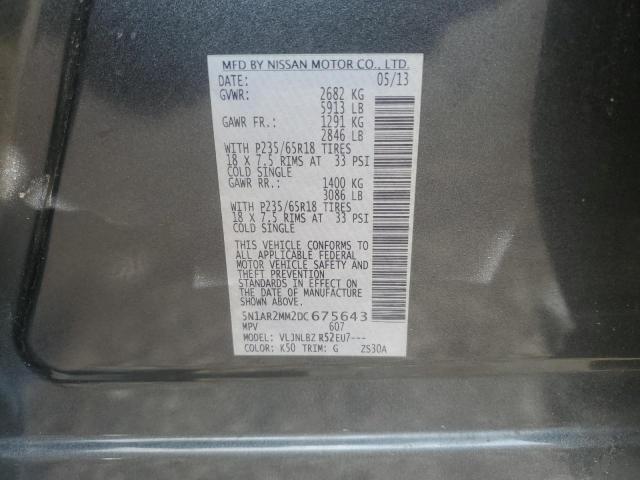 MFD BY NISSAN MOTOR CO., LTD.
DATE: 05/13
GVWR: 2682 KG
5913 LB
GAWR FR.: 1291 KG
2846 LB
WITH P235/65R18 TIRES
18 X 7.5 RIMS AT 33 PSI
COLD SINGLE
GAWR RR.: 1400 KG
3086 LB
WITH P235/65R18 TIRES
18 X 7.5 RIMS AT 33 PSI
COLD SINGLE
THIS VEHICLE CONFORMS TO
ALL APPLICABLE FEDERAL
MOTOR VEHICLE SAFETY AND
THEFT PREVENTION
STANDARDS IN EFFECT ON
THE DATE OF MANUFACTURE
SHOWN ABOVE.
5N1AR2MM2DC675643
MPV 607
MODEL: VLJNLBZ R52EU7---
COLOR: K50 TRIM: G ZS30A